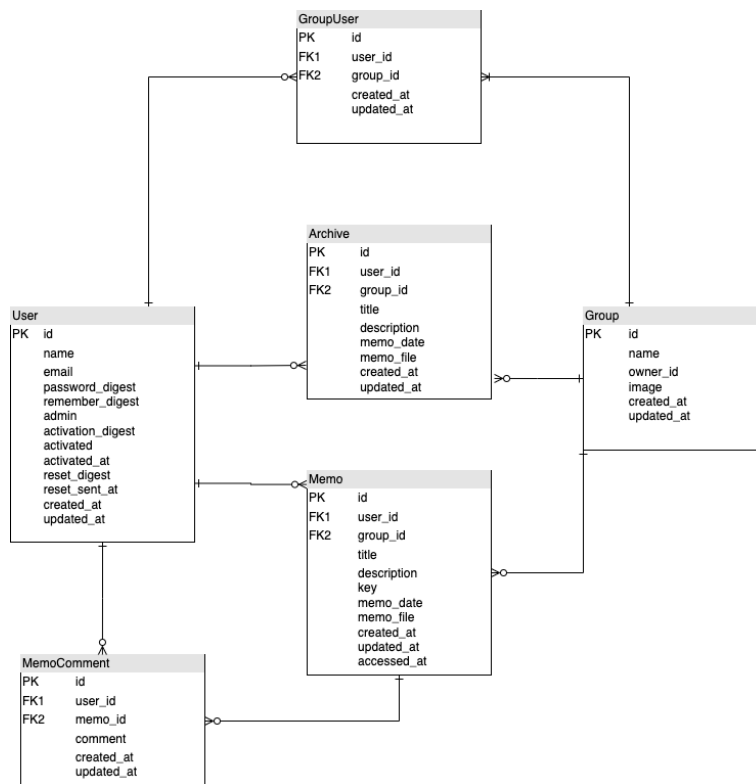 GroupUser
PK id
FK1 user_id
FK2 group_id
created_at
updated_at
Archive
PK id
FK1 user_id
FK2 group_id
title
description
memo_date
memo_file
created_at
updated_at
User
PK id
name
email
password_digest
remember_digest
admin
activation_digest
activated
activated_at
reset_digest
reset_sent_at
created_at
updated_at
Group
PK id
name
owner_id
image
created_at
updated_at
Memo
PK id
FK1 user_id
FK2 group_id
title
description
key
memo_date
memo_file
created_at
updated_at
accessed_at
MemoComment
PK id
FK1 user_id
FK2 memo_id
comment
created_at
updated_at